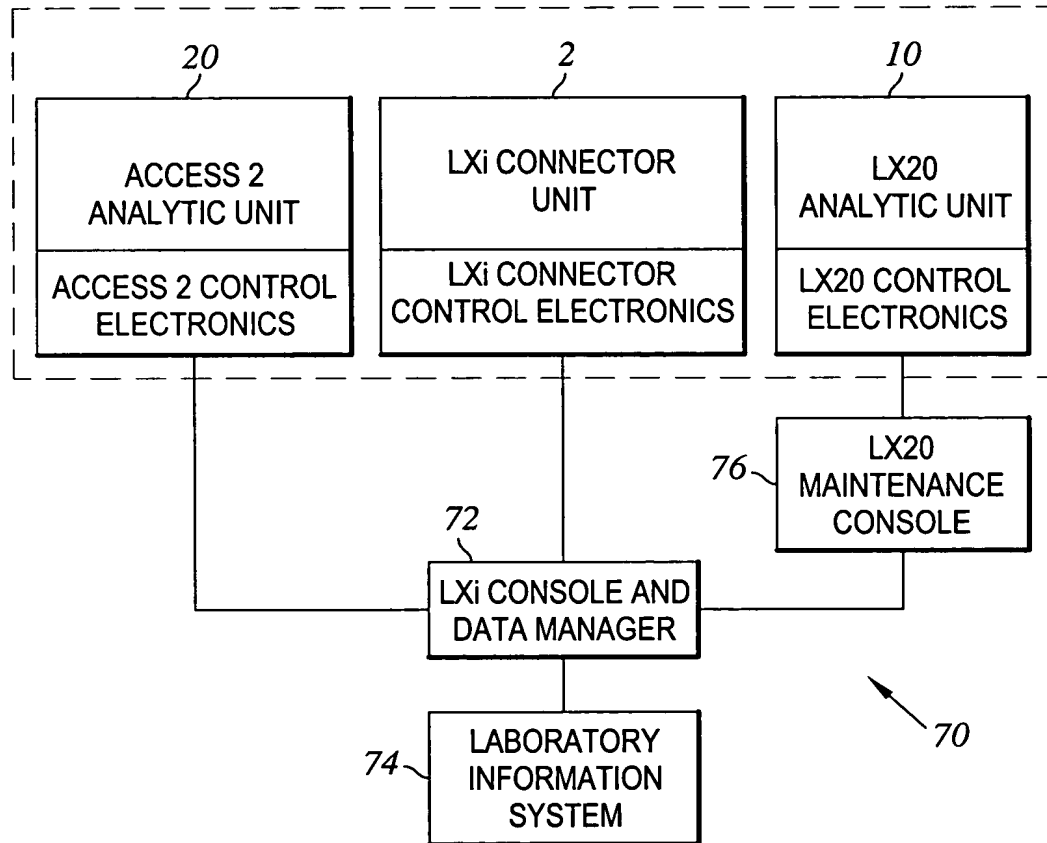 20
2
10
ACCESS 2
ANALYTIC UNIT
ACCESS 2 CONTROL
ELECTRONICS
LXi CONNECTOR
UNIT
LXi CONNECTOR
CONTROL ELECTRONICS
LX20
ANALYTIC UNIT
LX20 CONTROL
ELECTRONICS
76
LX20
MAINTENANCE
CONSOLE
72
LXi CONSOLE AND
DATA MANAGER
74
LABORATORY
INFORMATION
SYSTEM
70